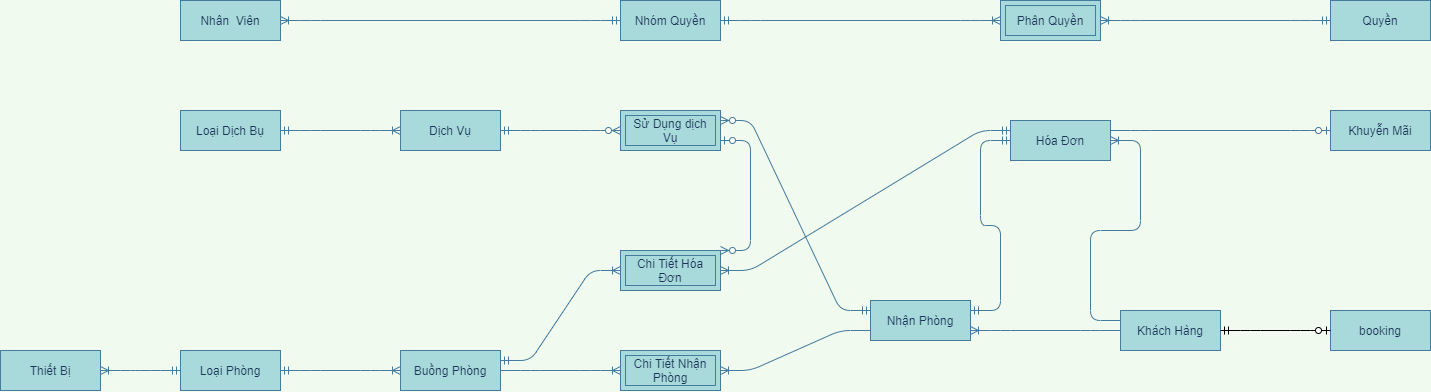 Nhân Viên
Nhóm Quyền
Phân Quyền
Quyền
Loại Dịch Bụ
Dịch Vụ
Sử Dụng dịch
Vụ
Hóa Đơn
Khuyễn Mãi
Chi Tiết Hóa
Đơn
Nhận Phòng
Khách Hàng
booking
Thiết Bị
Loại Phòng
Buồng Phòng
Chi Tiết Nhận
Phòng